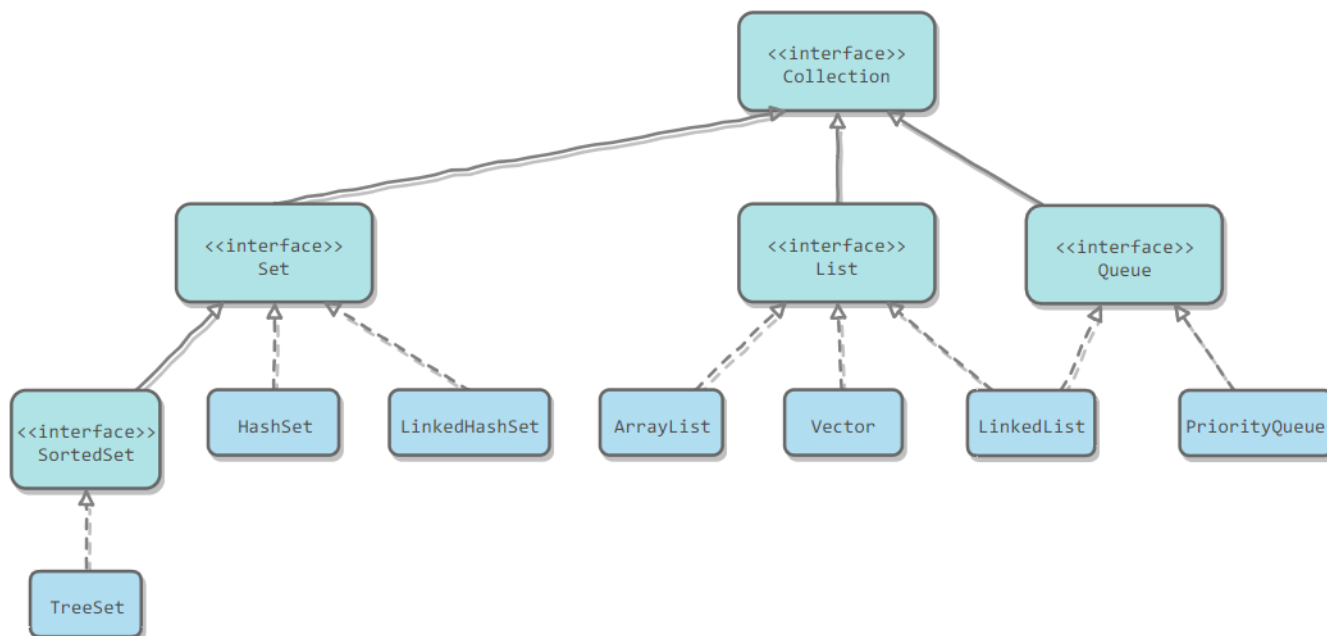 <<interface>>
Collection
<<interface>>
Set
<<interface>>
List
<<interface>>
Queue
<<interface>>
SortedSet
HashSet
LinkedHashSet
ArrayList
Vector
LinkedList
PriorityQueue
TreeSet